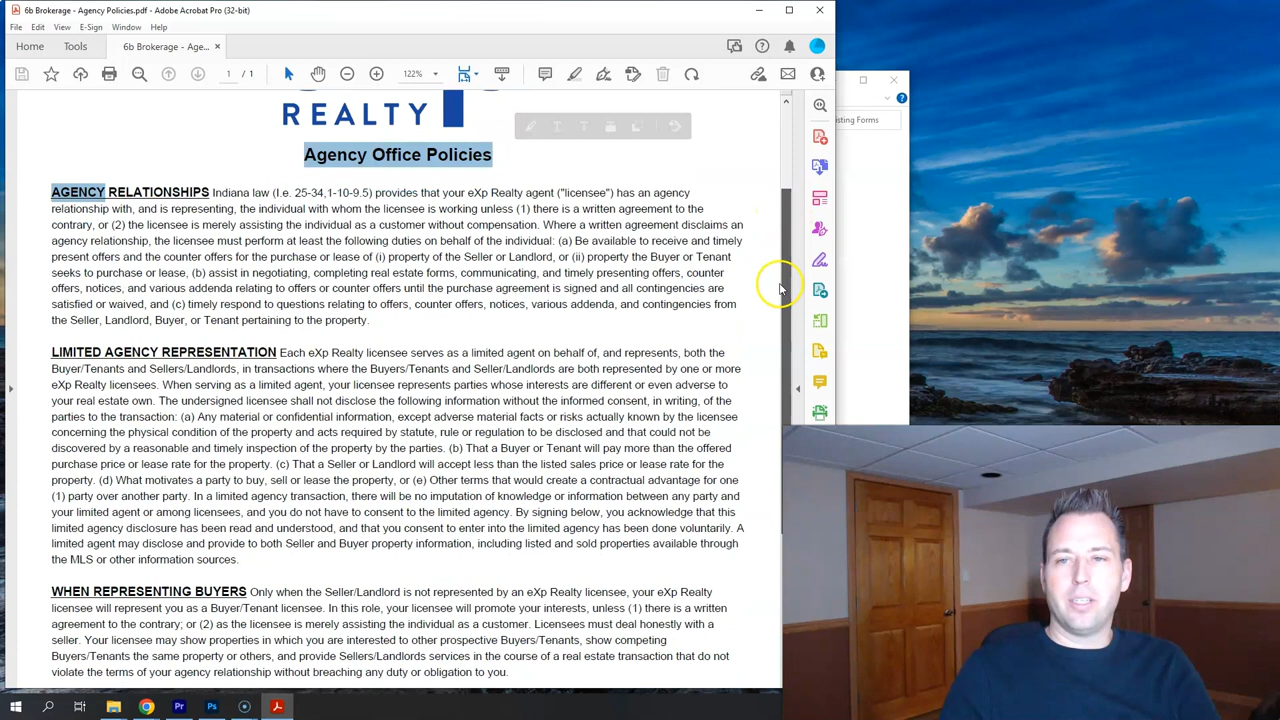 6b Brokerage - Agency Policies.pdf - Adobe Acrobat Pro (32-bit)
File Edit View E-Sign Window Help
Home Tools 6b Brokerage - Age... ×
1 / 1 122%
isting Forms
REALTY
Agency Office Policies
AGENCY RELATIONSHIPS Indiana law (I.e. 25-34,1-10-9.5) provides that your eXp Realty agent ("licensee") has an agency
relationship with, and is representing, the individual with whom the licensee is working unless (1) there is a written agreement to the
contrary, or (2) the licensee is merely assisting the individual as a customer without compensation. Where a written agreement disclaims an
agency relationship, the licensee must perform at least the following duties on behalf of the individual: (a) Be available to receive and timely
present offers and the counter offers for the purchase or lease of (i) property of the Seller or Landlord, or (ii) property the Buyer or Tenant
seeks to purchase or lease, (b) assist in negotiating, completing real estate forms, communicating, and timely presenting offers, counter
offers, notices, and various addenda relating to offers or counter offers until the purchase agreement is signed and all contingencies are
satisfied or waived, and (c) timely respond to questions relating to offers, counter offers, notices, various addenda, and contingencies from
the Seller, Landlord, Buyer, or Tenant pertaining to the property.
LIMITED AGENCY REPRESENTATION Each eXp Realty licensee serves as a limited agent on behalf of, and represents, both the
Buyer/Tenants and Sellers/Landlords, in transactions where the Buyers/Tenants and Seller/Landlords are both represented by one or more
eXp Realty licensees. When serving as a limited agent, your licensee represents parties whose interests are different or even adverse to
your real estate own. The undersigned licensee shall not disclose the following information without the informed consent, in writing, of the
parties to the transaction: (a) Any material or confidential information, except adverse material facts or risks actually known by the licensee
concerning the physical condition of the property and acts required by statute, rule or regulation to be disclosed and that could not be
discovered by a reasonable and timely inspection of the property by the parties. (b) That a Buyer or Tenant will pay more than the offered
purchase price or lease rate for the property. (c) That a Seller or Landlord will accept less than the listed sales price or lease rate for the
property. (d) What motivates a party to buy, sell or lease the property, or (e) Other terms that would create a contractual advantage for one
(1) party over another party. In a limited agency transaction, there will be no imputation of knowledge or information between any party and
your limited agent or among licensees, and you do not have to consent to the limited agency. By signing below, you acknowledge that this
limited agency disclosure has been read and understood, and that you consent to enter into the limited agency has been done voluntarily. A
limited agent may disclose and provide to both Seller and Buyer property information, including listed and sold properties available through
the MLS or other information sources.
WHEN REPRESENTING BUYERS Only when the Seller/Landlord is not represented by an eXp Realty licensee, your eXp Realty
licensee will represent you as a Buyer/Tenant licensee. In this role, your licensee will promote your interests, unless (1) there is a written
agreement to the contrary; or (2) as the licensee is merely assisting the individual as a customer. Licensees must deal honestly with a
seller. Your licensee may show properties in which you are interested to other prospective Buyers/Tenants, show competing
Buyers/Tenants the same property or others, and provide Sellers/Landlords services in the course of a real estate transaction that do not
violate the terms of your agency relationship without breaching any duty or obligation to you.